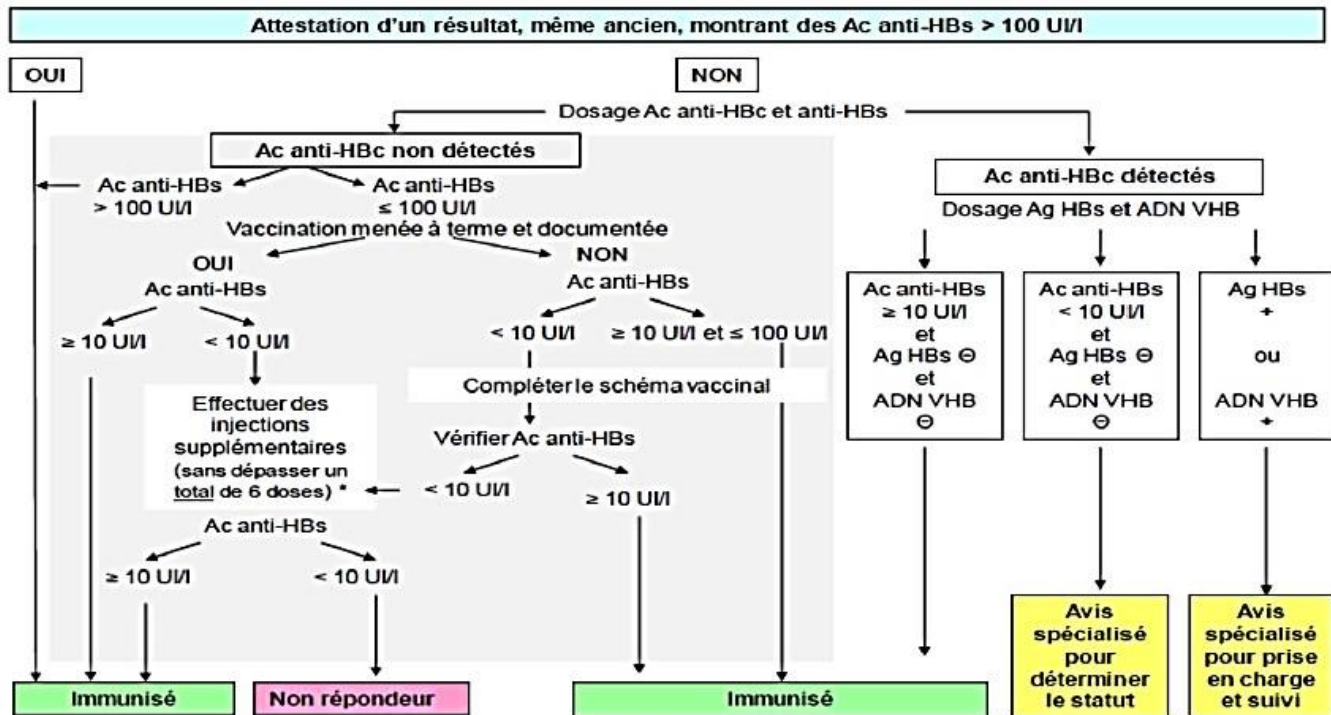 Attestation d'un résultat, même ancien, montrant des Ac anti-HBs > 100 UI/l
OUI
NON
Dosage Ac anti-HBc et anti-HBs
Ac anti-HBc non détectés
Ac anti-HBs
> 100 UI/l
Ac anti-HBs
≤ 100 UI/l
Vaccination menée à terme et documentée
OUI
Ac anti-HBs
≥ 10 UI/l
< 10 UI/l
Effectuer des
injections
supplémentaires
(sans dépasser un
total de 6 doses) *
Ac anti-HBs
≥ 10 UI/l
< 10 UI/l
NON
Ac anti-HBs
< 10 UI/l
≥ 10 UI/l et ≤ 100 UI/l
Compléter le schéma vaccinal
Vérifier Ac anti-HBs
< 10 UI/l
≥ 10 UI/l
Ac anti-HBc détectés
Dosage Ag HBs et ADN VHB
Ac anti-HBs
≥ 10 UI/l
et
Ag HBs ⊖
et
ADN VHB
⊖
Ac anti-HBs
< 10 UI/l
et
Ag HBs ⊖
et
ADN VHB
⊖
Ag HBs
+
ou
ADN VHB
+
Immunisé
Non répondeur
Immunisé
Avis
spécialisé
pour
déterminer
le statut
Avis
spécialisé
pour prise
en charge
et suivi